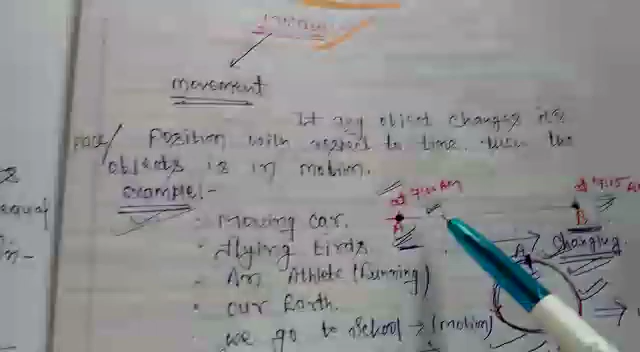 movement
If any object changes its
Position with respect to time. then the
objects is in motion.
example:-
at 7:00 AM
at 7:15 AM
A
B
• Moving car.
• flying birds.
changing
A
• An Athlete (Running)
• our Earth.
• we go to school → (motion)